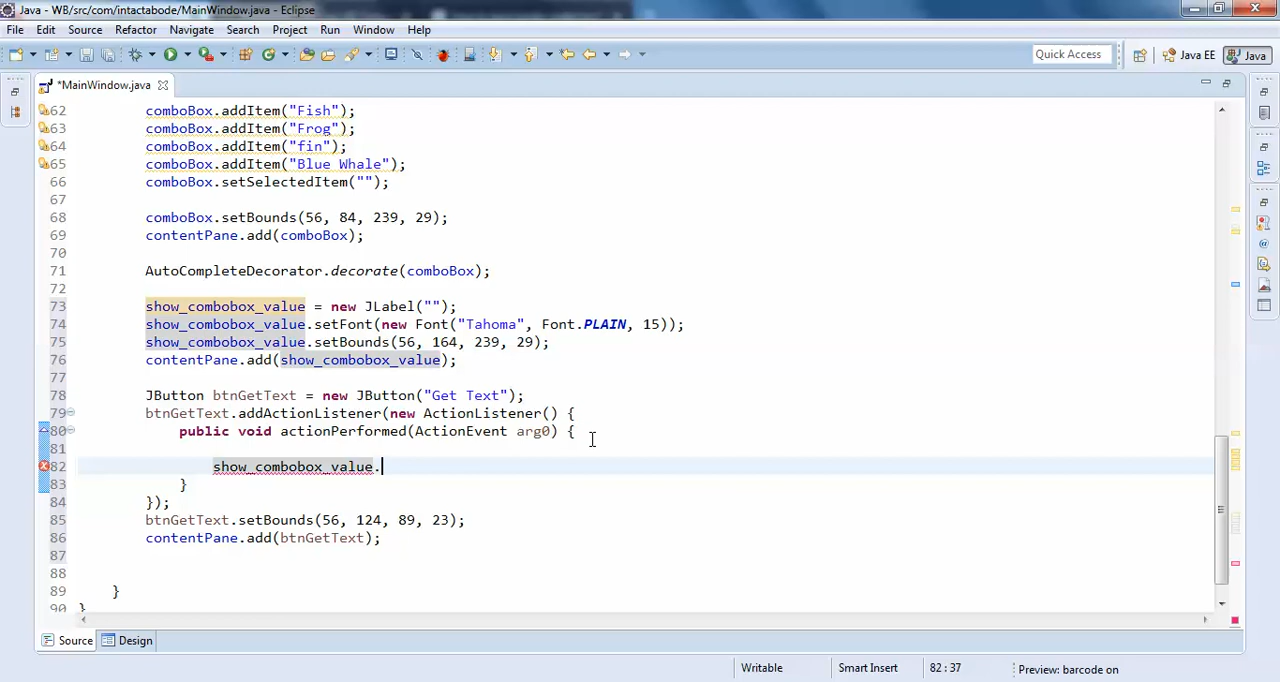 Java - WB/src/com/intactabode/MainWindow.java - Eclipse
File Edit Source Refactor Navigate Search Project Run Window Help
Quick Access Java EE Java
*MainWindow.java
62 comboBox.addItem("Fish");
63 comboBox.addItem("Frog");
64 comboBox.addItem("fin");
65 comboBox.addItem("Blue Whale");
66 comboBox.setSelectedItem("");
67
68 comboBox.setBounds(56, 84, 239, 29);
69 contentPane.add(comboBox);
70
71 AutoCompleteDecorator.decorate(comboBox);
72
73 show_combobox_value = new JLabel("");
74 show_combobox_value.setFont(new Font("Tahoma", Font.PLAIN, 15));
75 show_combobox_value.setBounds(56, 164, 239, 29);
76 contentPane.add(show_combobox_value);
77
78 JButton btnGetText = new JButton("Get Text");
79 btnGetText.addActionListener(new ActionListener() {
80 public void actionPerformed(ActionEvent arg0) {
81
82 show_combobox_value.
83 }
84 });
85 btnGetText.setBounds(56, 124, 89, 23);
86 contentPane.add(btnGetText);
87
88
89 }
90 }
Source Design
Writable Smart Insert 82 : 37 Preview: barcode on